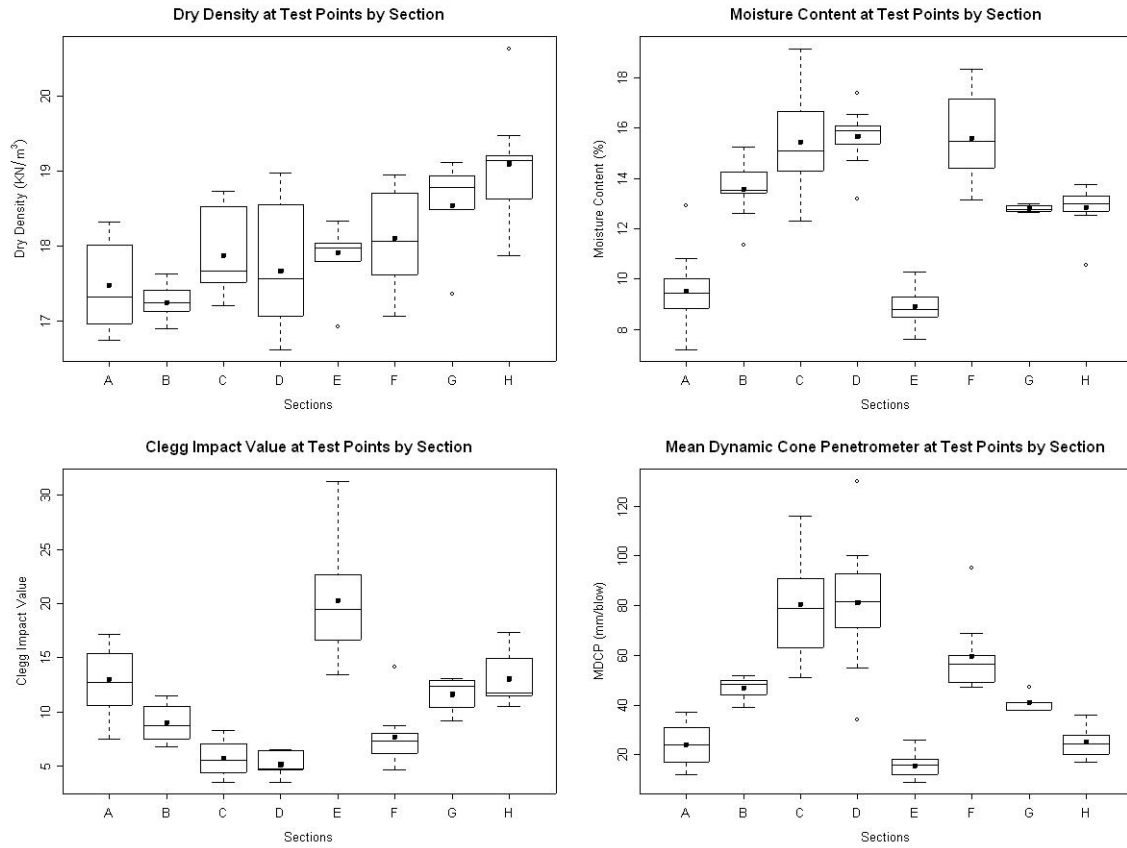 Dry Density at Test Points by Section
Dry Density (KN/m³)
20
19
18
17
A B C D E F G H
Sections
Moisture Content at Test Points by Section
Moisture Content (%)
18
16
14
12
10
8
A B C D E F G H
Sections
Clegg Impact Value at Test Points by Section
Clegg Impact Value
30
25
20
15
10
5
A B C D E F G H
Sections
Mean Dynamic Cone Penetrometer at Test Points by Section
MDCP (mm/blow)
120
100
80
60
40
20
A B C D E F G H
Sections